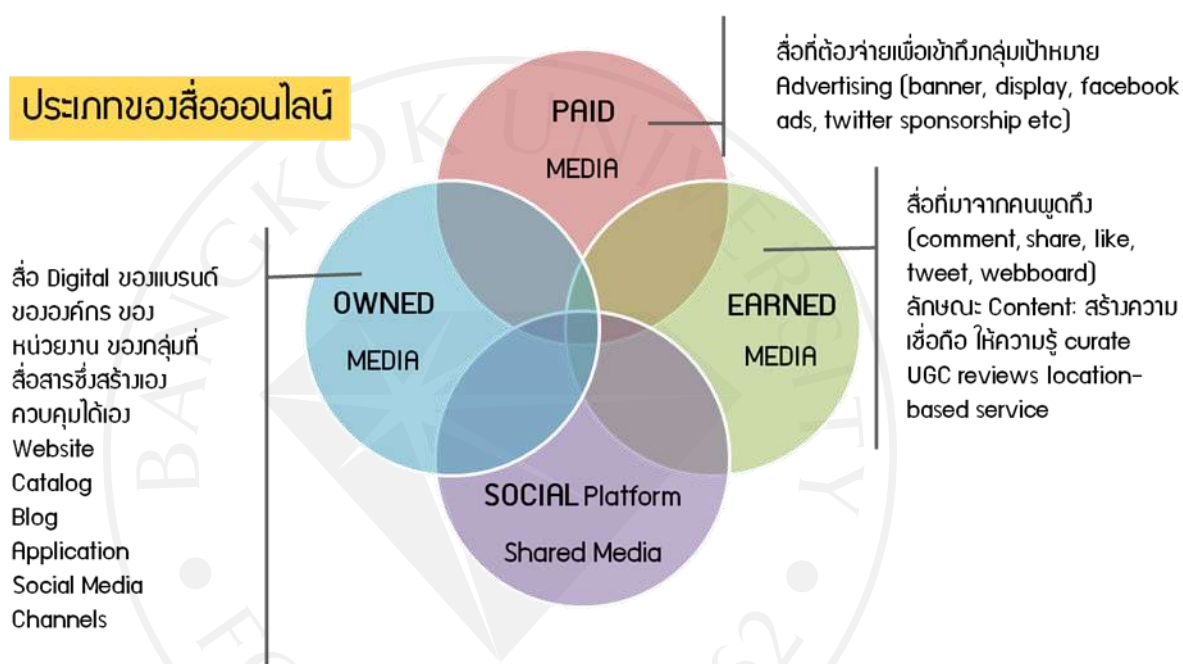 ประเภทของสื่อออนไลน์
PAID
MEDIA
สื่อที่ต้องจ่ายเพื่อเข้าถึงกลุ่มเป้าหมาย
Advertising (banner, display, facebook
ads, twitter sponsorship etc)
OWNED
MEDIA
สื่อ Digital ของแบรนด์
ขององค์กร ของ
หน่วยงาน ของกลุ่มที่
สื่อสารซึ่งสร้างเอง
ควบคุมได้เอง
Website
Catalog
Blog
Application
Social Media
Channels
EARNED
MEDIA
สื่อที่มาจากคนพูดถึง
(comment, share, like,
tweet, webboard)
ลักษณะ Content: สร้างความ
เชื่อถือ ให้ความรู้ curate
UGC reviews location-
based service
SOCIAL Platform
Shared Media
BANGKOK UNIVERSITY